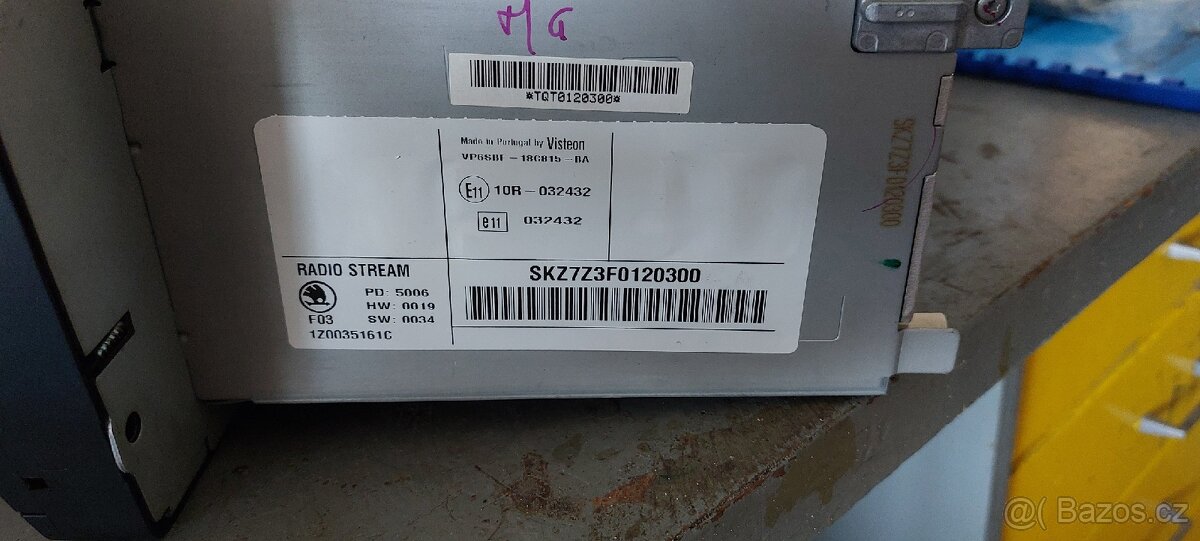 *TQT0120300*
Made in Portugal by Visteon
VP6SBF-18C815-BA
E11 10R-032432
e11 032432
RADIO STREAM
PD: 5006
HW: 0019
F03 SW: 0034
1Z0035161C
SKZ7Z3F0120300
SKZ7Z3F0120300
@( Bazos.cz